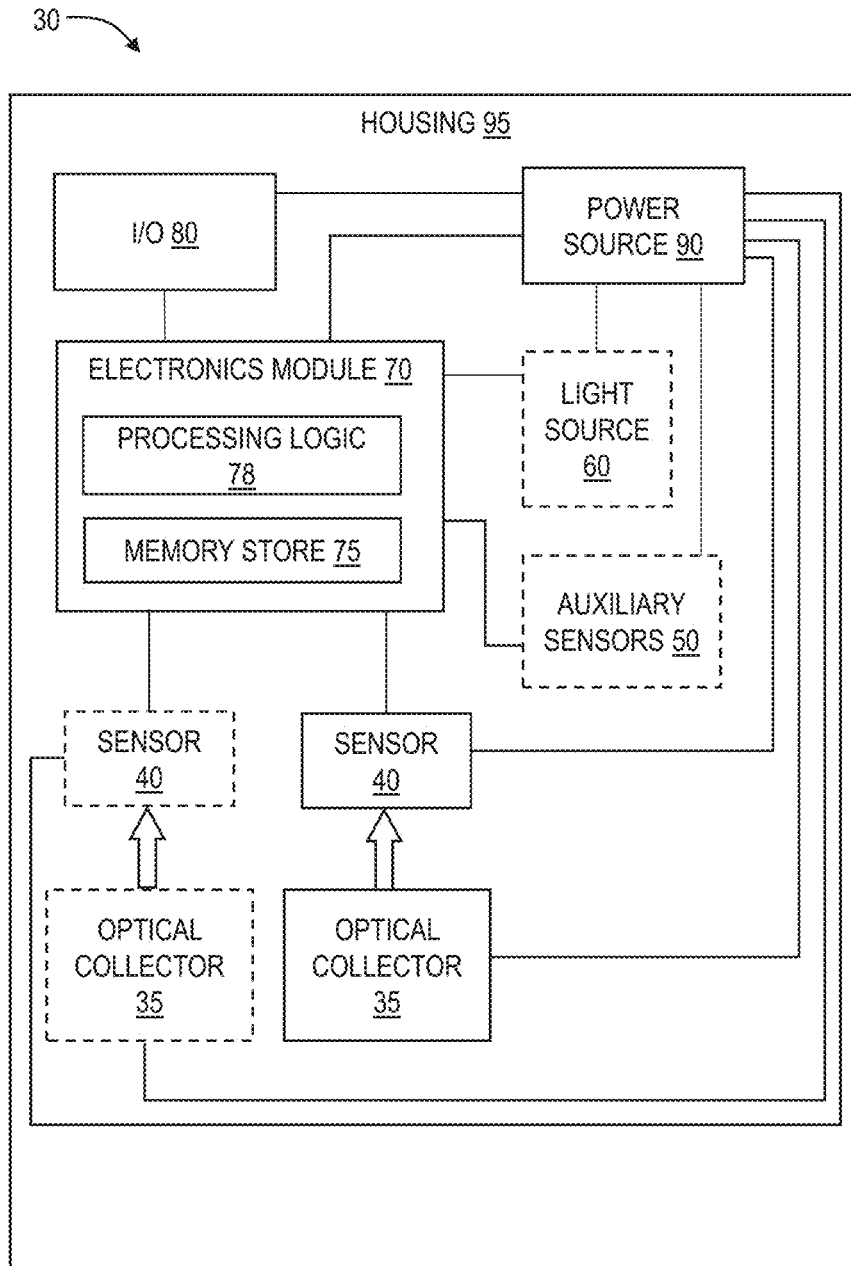 30
HOUSING 95
I/O 80
POWER
SOURCE 90
ELECTRONICS MODULE 70
PROCESSING LOGIC
78
MEMORY STORE 75
LIGHT
SOURCE
60
AUXILIARY
SENSORS 50
SENSOR
40
SENSOR
40
OPTICAL
COLLECTOR
35
OPTICAL
COLLECTOR
35